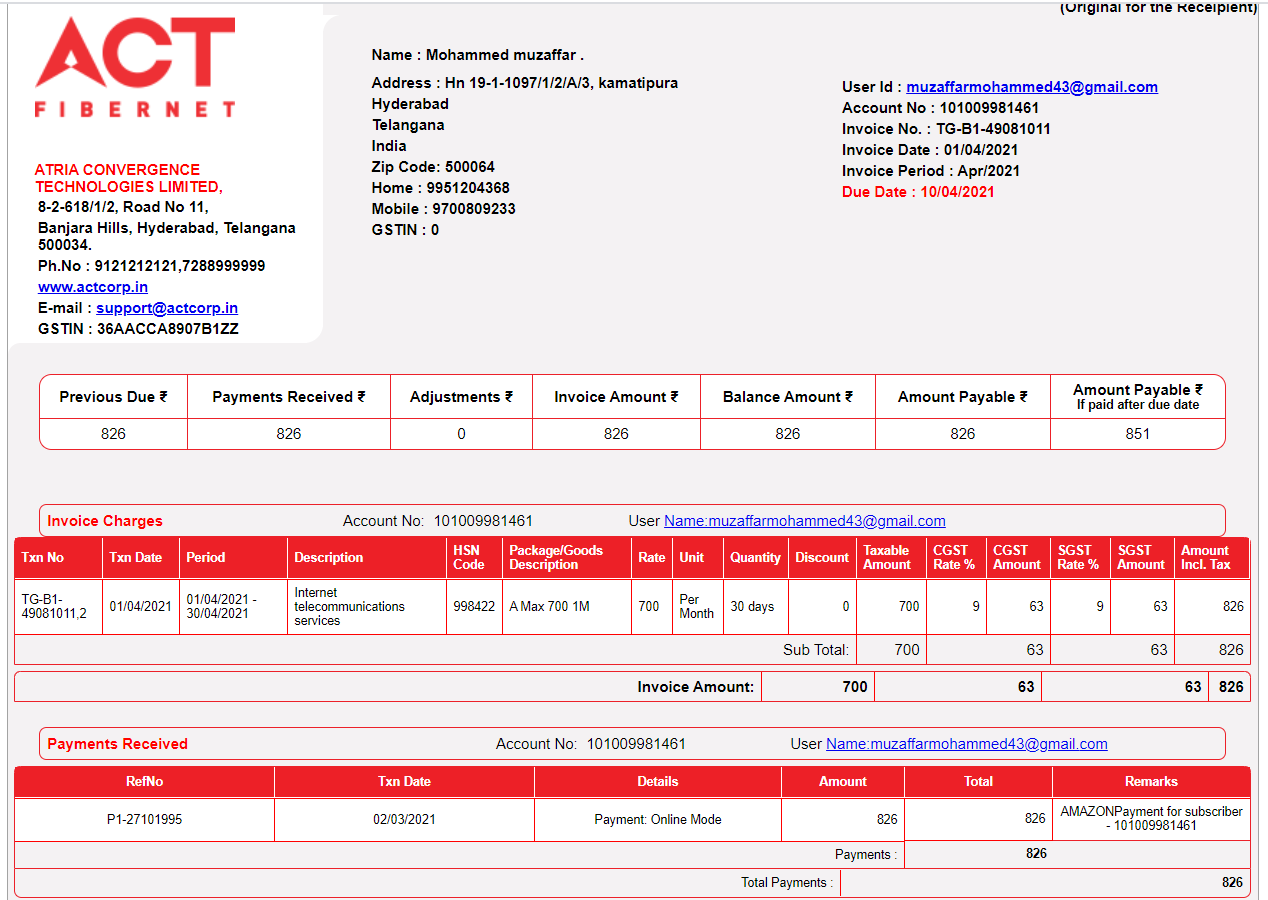 (Original for the Receipient)
ACT
FIBERNET
ATRIA CONVERGENCE
TECHNOLOGIES LIMITED,
8-2-618/1/2, Road No 11,
Banjara Hills, Hyderabad, Telangana
500034.
Ph.No : 9121212121,7288999999
www.actcorp.in
E-mail : support@actcorp.in
GSTIN : 36AACCA8907B1ZZ
Name : Mohammed muzaffar .
Address : Hn 19-1-1097/1/2/A/3, kamatipura
Hyderabad
Telangana
India
Zip Code: 500064
Home : 9951204368
Mobile : 9700809233
GSTIN : 0
User Id : muzaffarmohammed43@gmail.com
Account No : 101009981461
Invoice No. : TG-B1-49081011
Invoice Date : 01/04/2021
Invoice Period : Apr/2021
Due Date : 10/04/2021
Previous Due ₹ Payments Received ₹ Adjustments ₹ Invoice Amount ₹ Balance Amount ₹ Amount Payable ₹ Amount Payable ₹
If paid after due date
826 826 0 826 826 826 851
Invoice Charges Account No: 101009981461 User Name:muzaffarmohammed43@gmail.com
Txn No Txn Date Period Description HSN Code Package/Goods Description Rate Unit Quantity Discount Taxable Amount CGST Rate % CGST Amount SGST Rate % SGST Amount Amount Incl. Tax
TG-B1-49081011,2 01/04/2021 01/04/2021 - 30/04/2021 Internet telecommunications services 998422 A Max 700 1M 700 Per Month 30 days 0 700 9 63 9 63 826
Sub Total: 700 63 63 826
Invoice Amount: 700 63 63 826
Payments Received Account No: 101009981461 User Name:muzaffarmohammed43@gmail.com
RefNo Txn Date Details Amount Total Remarks
P1-27101995 02/03/2021 Payment: Online Mode 826 826 AMAZONPayment for subscriber - 101009981461
Payments : 826
Total Payments : 826